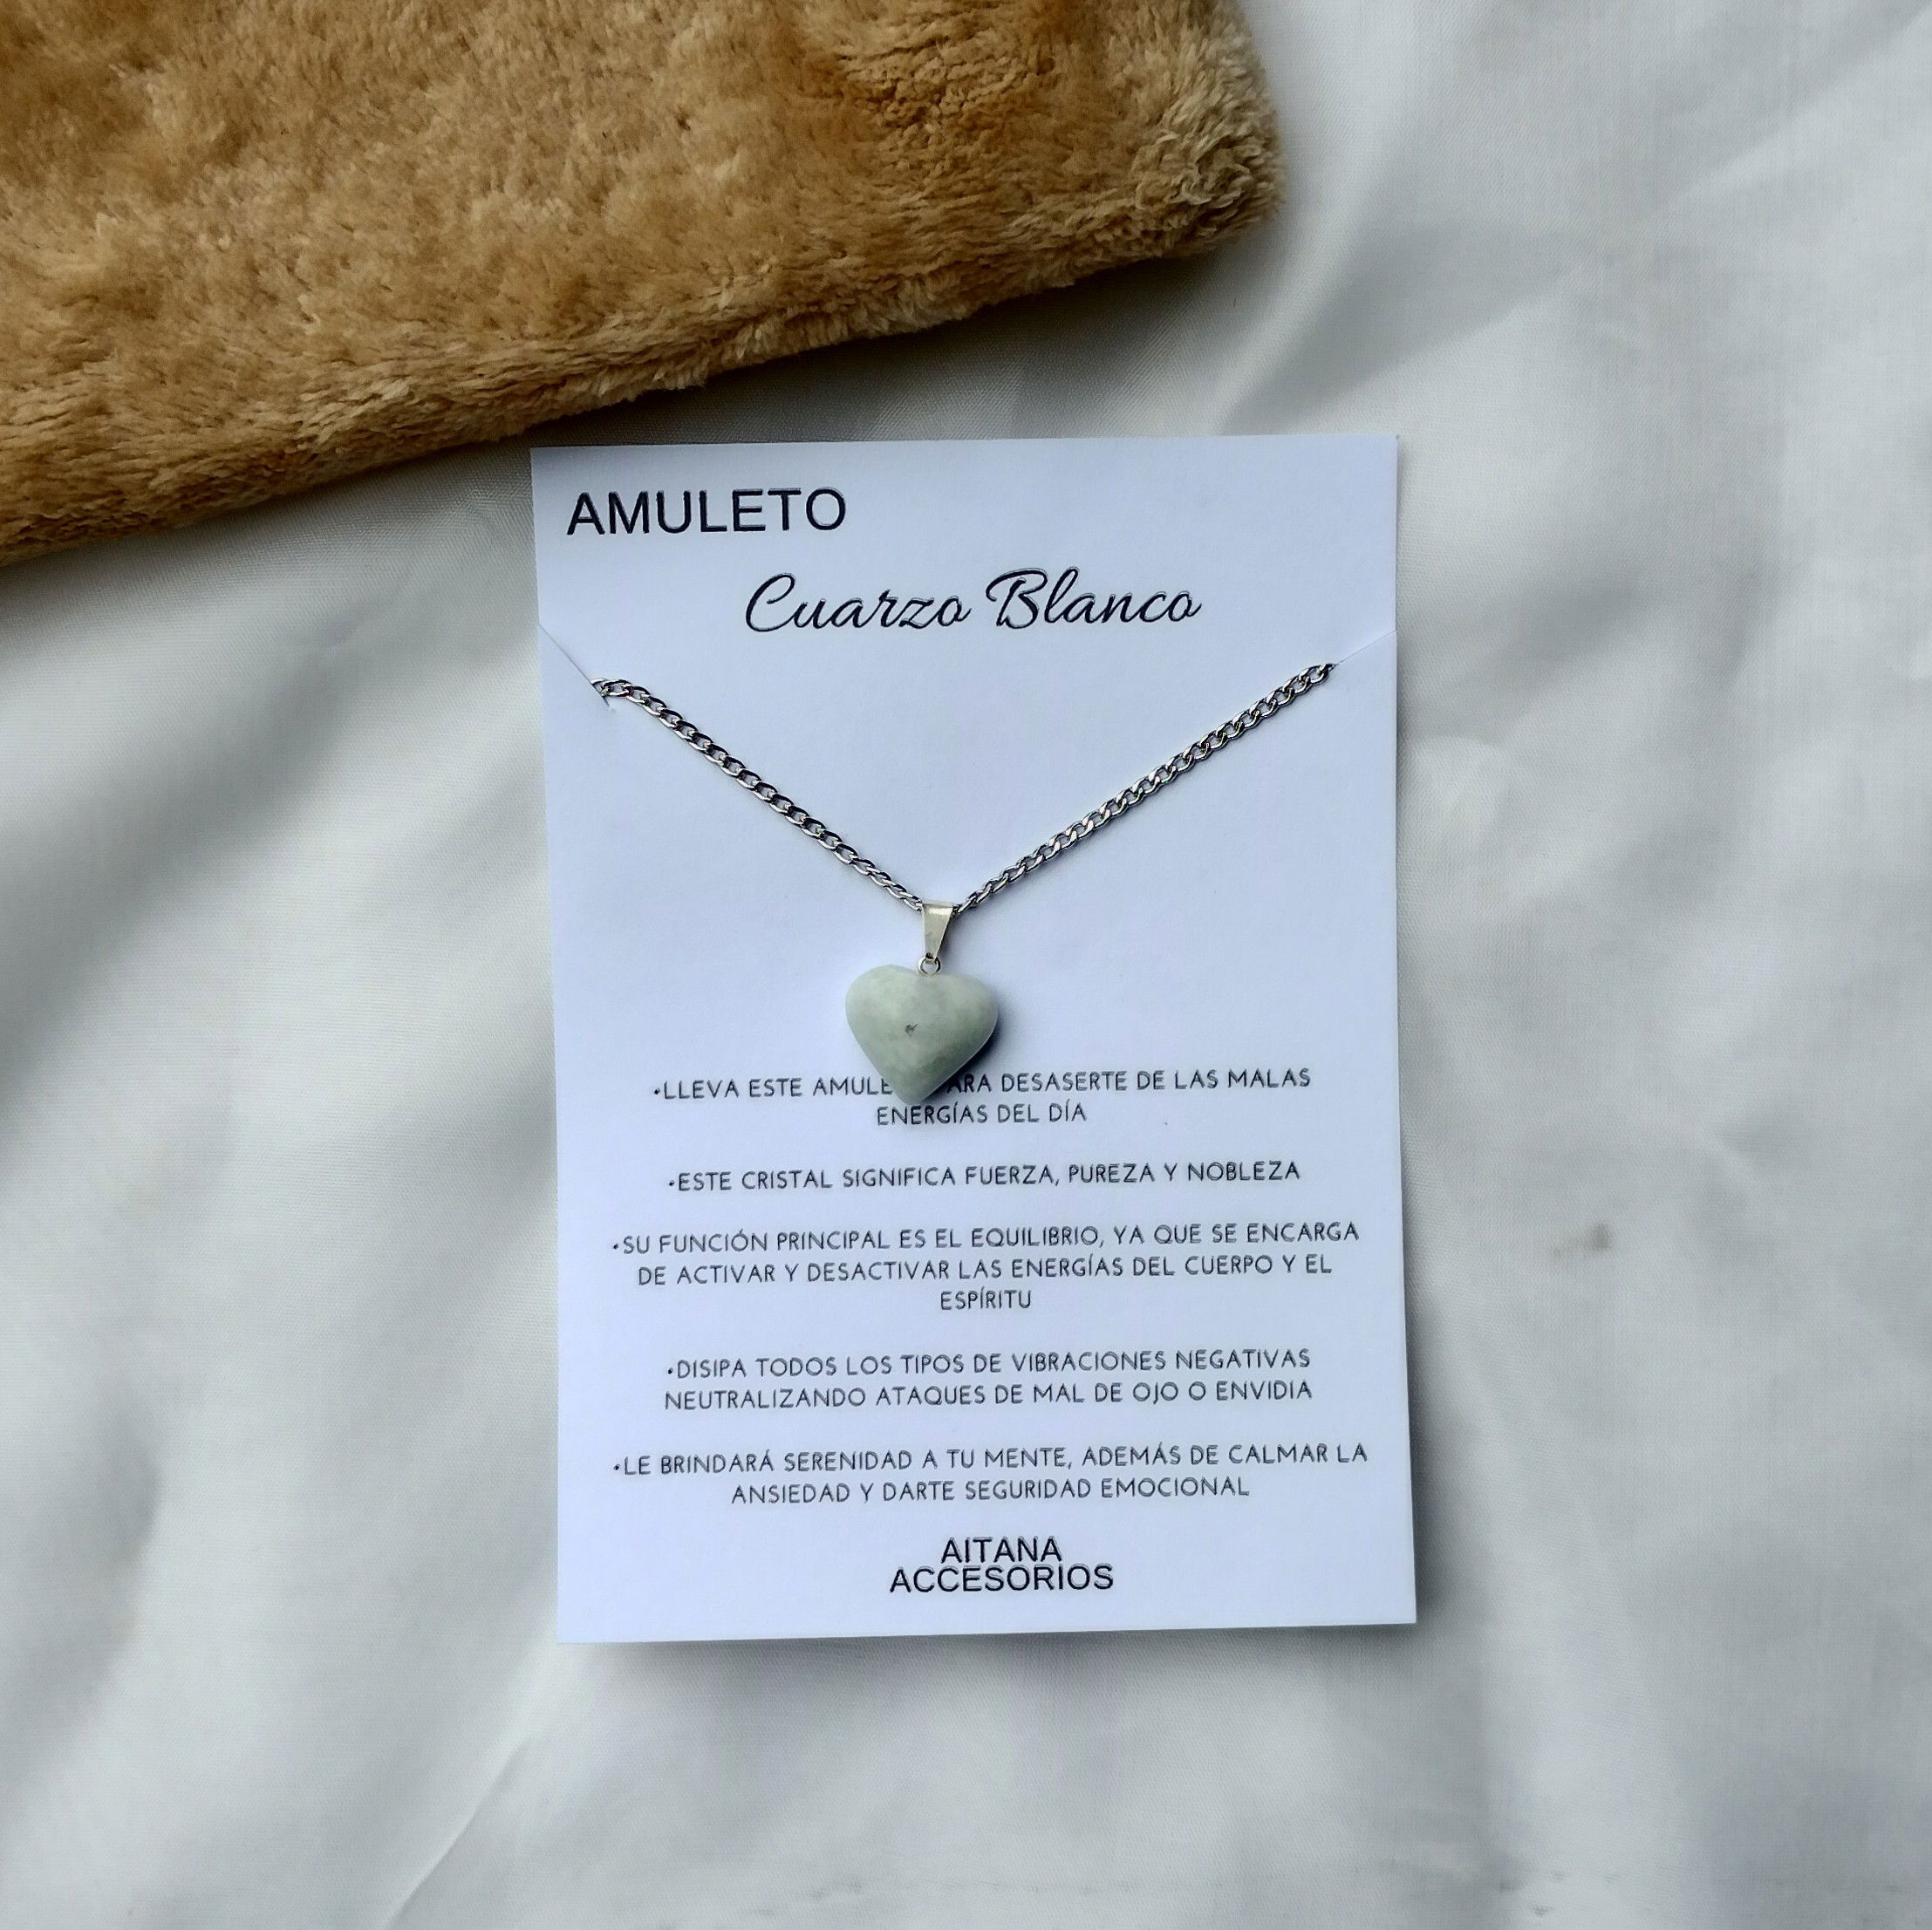 AMULETO
Cuarzo Blanco
•LLEVA ESTE AMULE ARA DESASERTE DE LAS MALAS
ENERGÍAS DEL DÍA
•ESTE CRISTAL SIGNIFICA FUERZA, PUREZA Y NOBLEZA
•SU FUNCIÓN PRINCIPAL ES EL EQUILIBRIO, YA QUE SE ENCARGA
DE ACTIVAR Y DESACTIVAR LAS ENERGÍAS DEL CUERPO Y EL
ESPÍRITU
•DISIPA TODOS LOS TIPOS DE VIBRACIONES NEGATIVAS
NEUTRALIZANDO ATAQUES DE MAL DE OJO O ENVIDIA
•LE BRINDARÁ SERENIDAD A TU MENTE, ADEMÁS DE CALMAR LA
ANSIEDAD Y DARTE SEGURIDAD EMOCIONAL
AITANA
ACCESORIOS